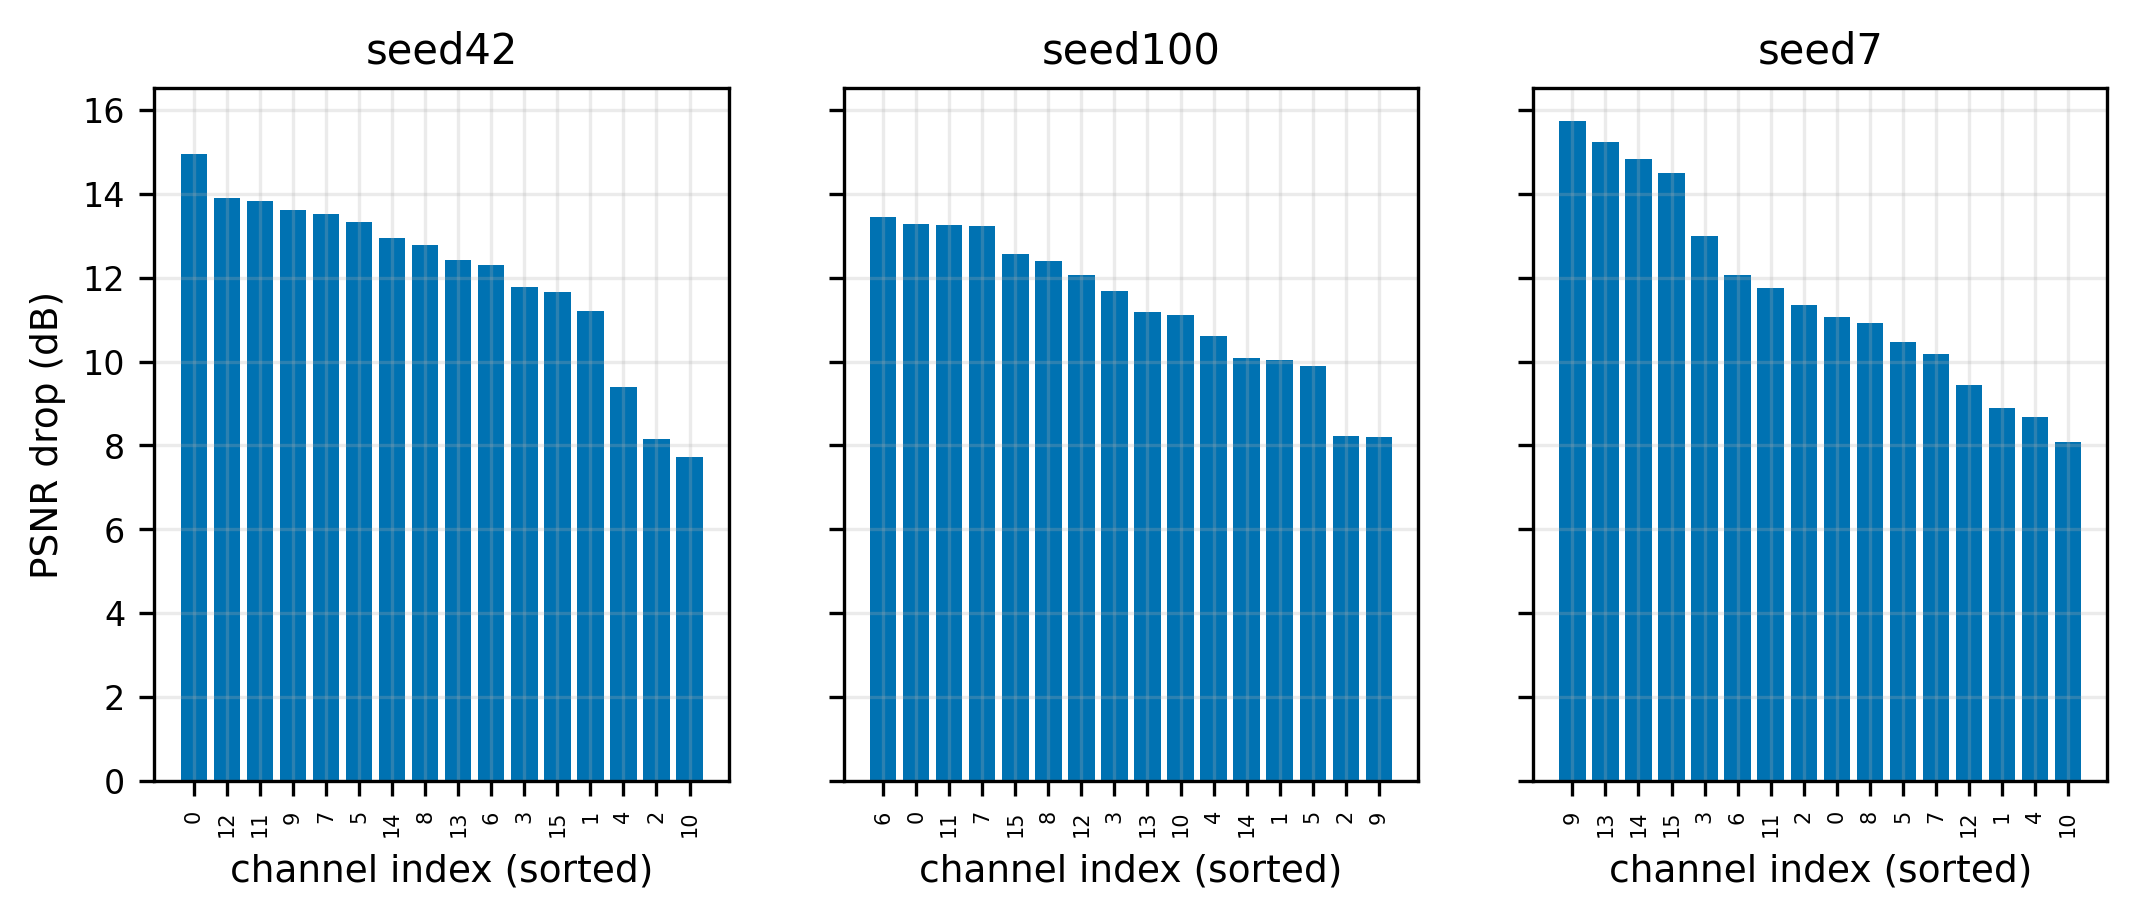 seed42
seed100
seed7
PSNR drop (dB)
16
14
12
10
8
6
4
2
0
0 12 11 9 7 5 14 8 13 6 3 15 1 4 2 10
6 0 11 7 15 8 12 3 13 10 4 14 1 5 2 9
9 13 14 15 3 6 11 2 0 8 5 7 12 1 4 10
channel index (sorted)
channel index (sorted)
channel index (sorted)